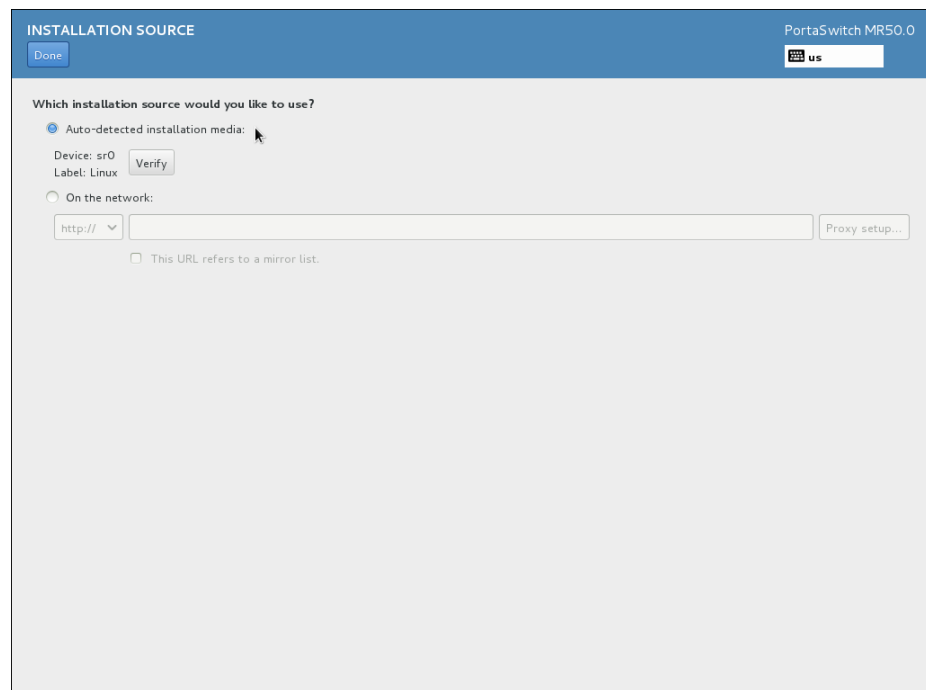 INSTALLATION SOURCE
PortaSwitch MR50.0
Done
us
Which installation source would you like to use?
Auto-detected installation media:
Device: sr0
Label: Linux
Verify
On the network:
http://
Proxy setup...
This URL refers to a mirror list.